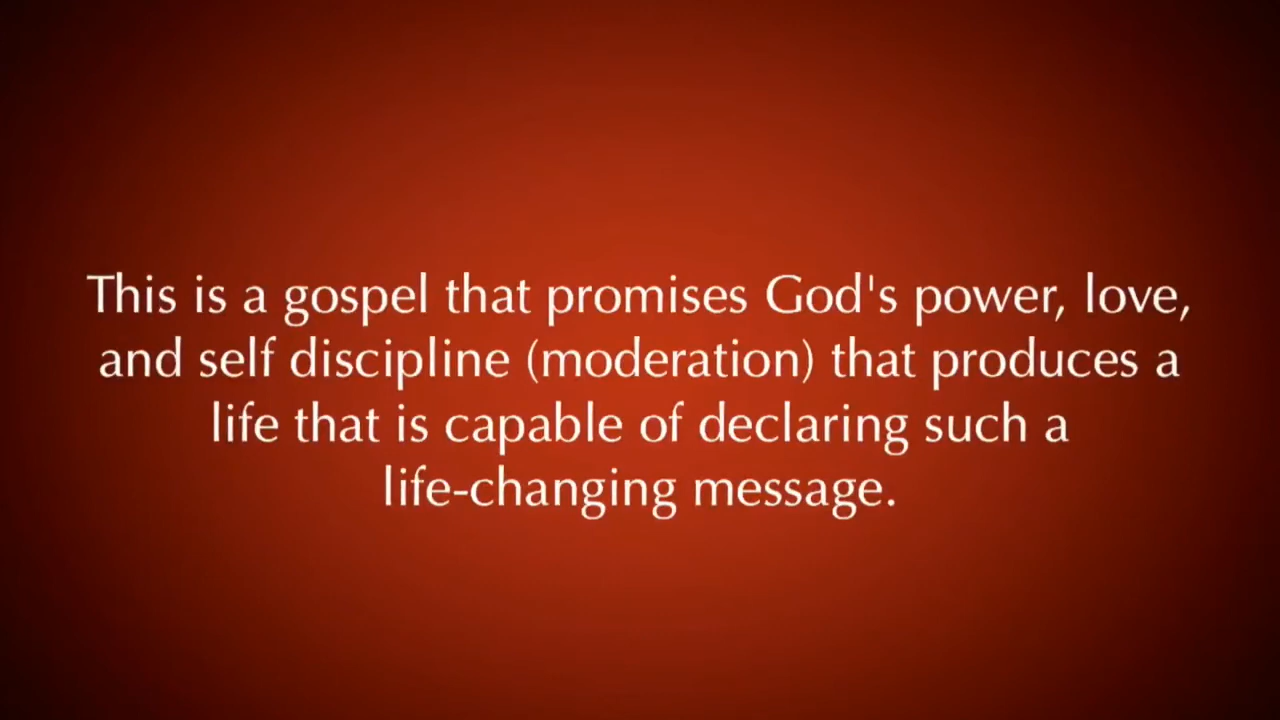 This is a gospel that promises God's power, love,
and self discipline (moderation) that produces a
life that is capable of declaring such a
life-changing message.